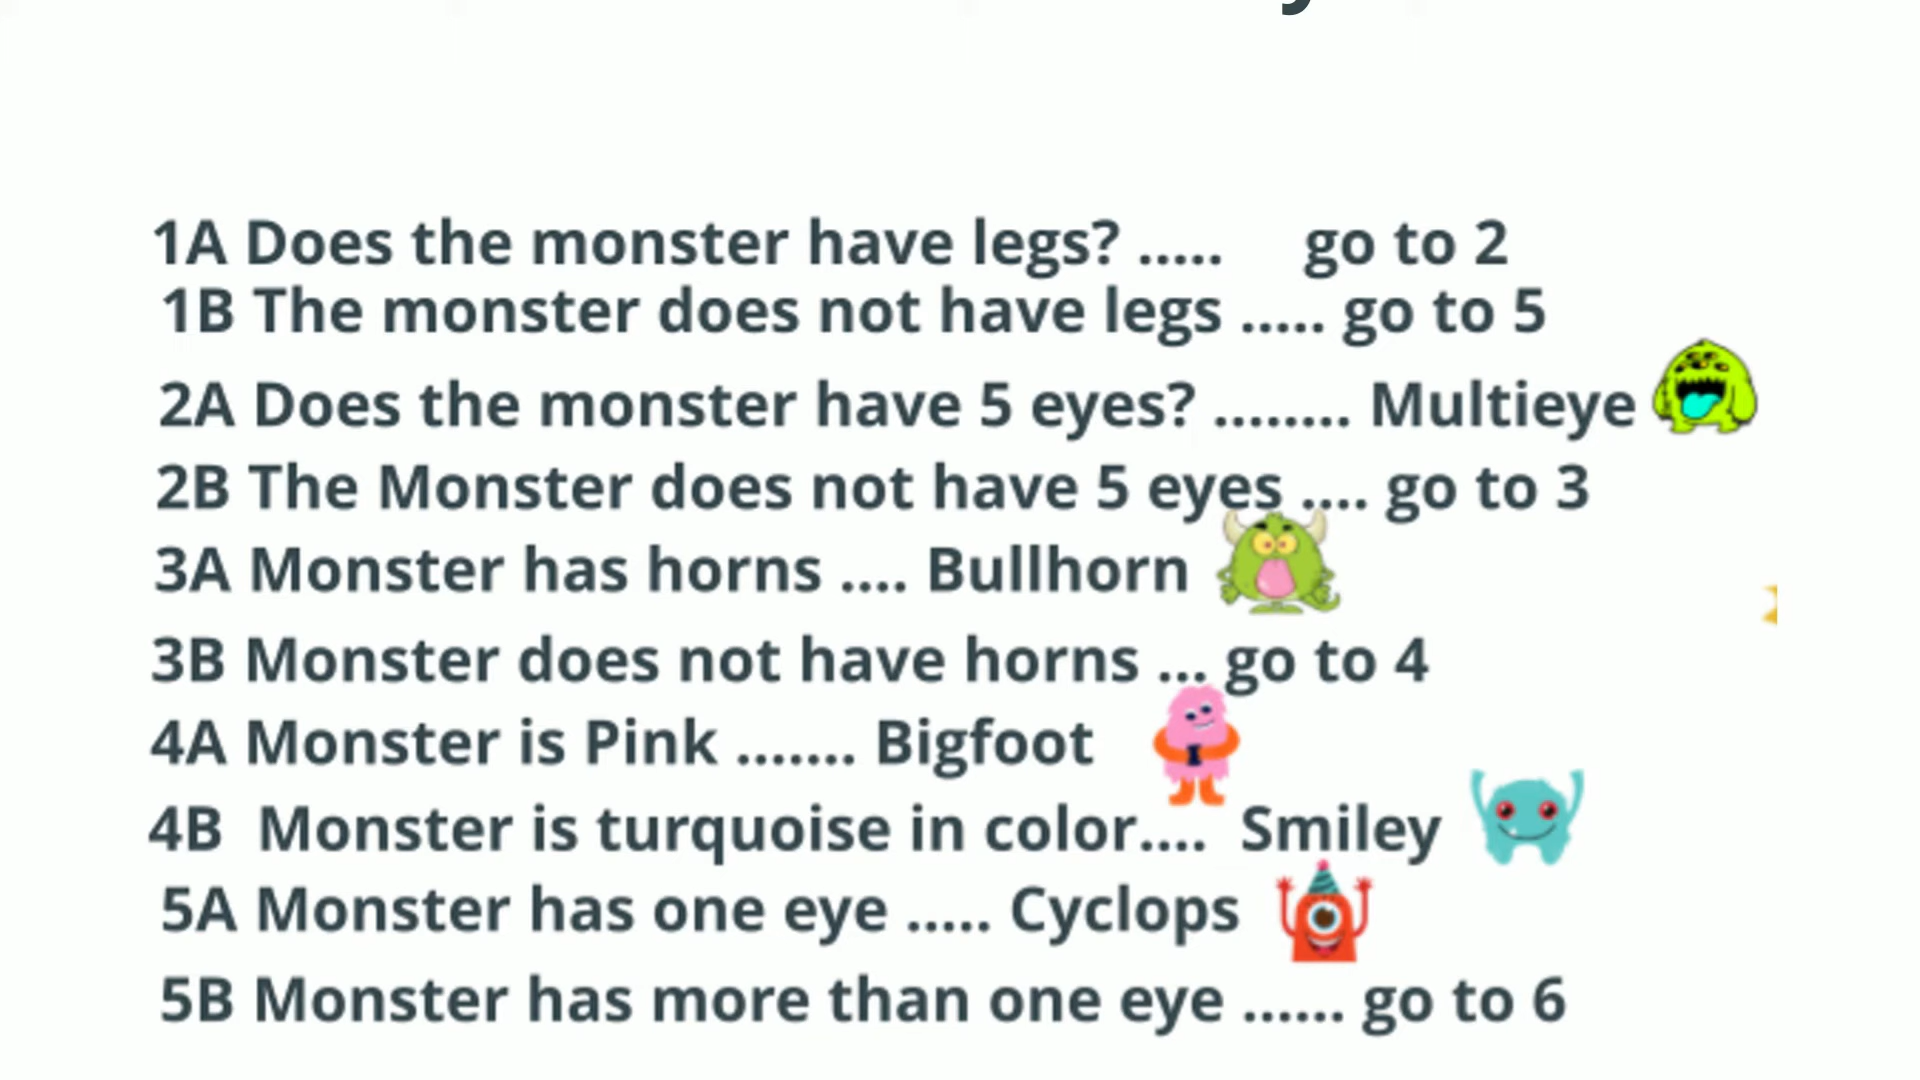 1A Does the monster have legs? ..... go to 2
1B The monster does not have legs ..... go to 5
2A Does the monster have 5 eyes? ........ Multieye
2B The Monster does not have 5 eyes .... go to 3
3A Monster has horns .... Bullhorn
3B Monster does not have horns ... go to 4
4A Monster is Pink ....... Bigfoot
4B Monster is turquoise in color.... Smiley
5A Monster has one eye ..... Cyclops
5B Monster has more than one eye ...... go to 6